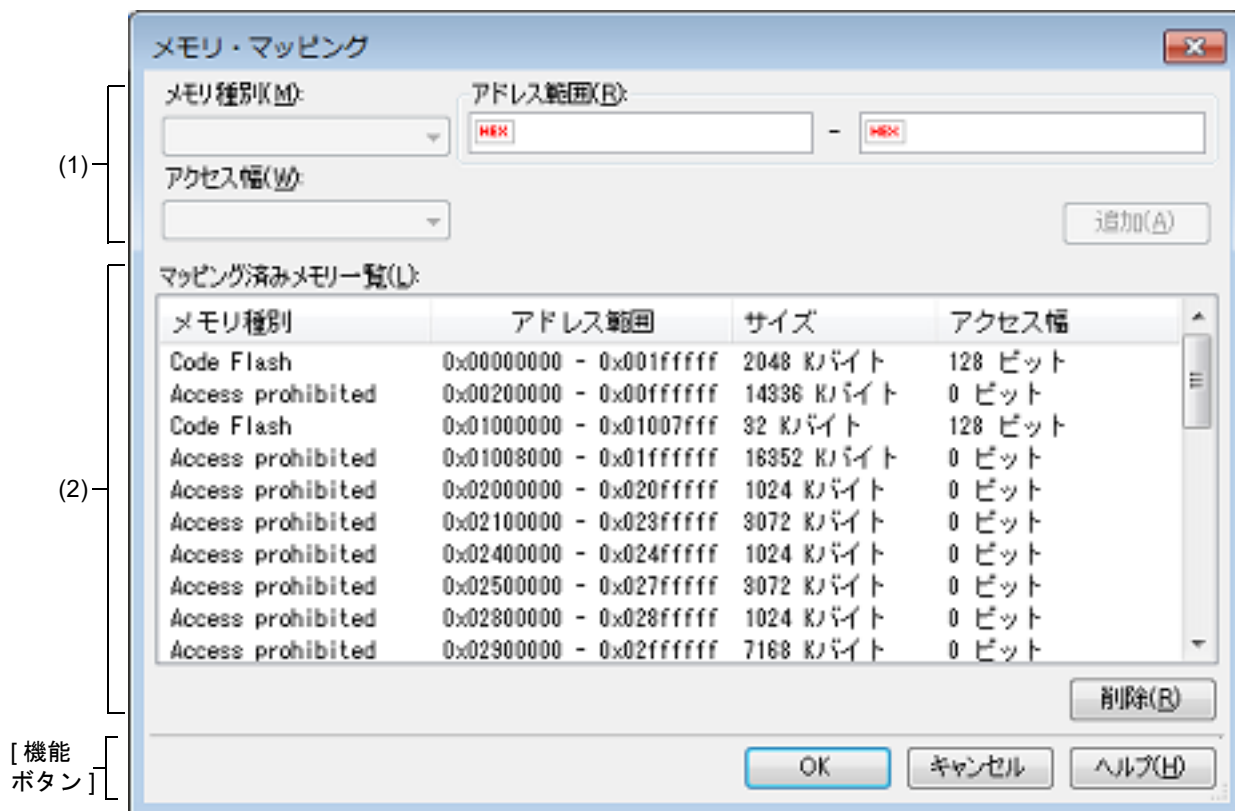 メモリ・マッピング
メモリ種別(M):
アドレス範囲(R):
HEX - HEX
(1)
アクセス幅(W):
追加(A)
マッピング済みメモリ一覧(L):
メモリ種別 アドレス範囲 サイズ アクセス幅
Code Flash 0x00000000 - 0x001fffff 2048 Kバイト 128 ビット
Access prohibited 0x00200000 - 0x00ffffff 14336 Kバイト 0 ビット
Code Flash 0x01000000 - 0x01007fff 32 Kバイト 128 ビット
Access prohibited 0x01008000 - 0x01ffffff 16352 Kバイト 0 ビット
(2)
Access prohibited 0x02000000 - 0x020fffff 1024 Kバイト 0 ビット
Access prohibited 0x02100000 - 0x023fffff 3072 Kバイト 0 ビット
Access prohibited 0x02400000 - 0x024fffff 1024 Kバイト 0 ビット
Access prohibited 0x02500000 - 0x027fffff 3072 Kバイト 0 ビット
Access prohibited 0x02800000 - 0x028fffff 1024 Kバイト 0 ビット
Access prohibited 0x02900000 - 0x02ffffff 7168 Kバイト 0 ビット
削除(R)
[ 機能
ボタン ]
OK キャンセル ヘルプ(H)